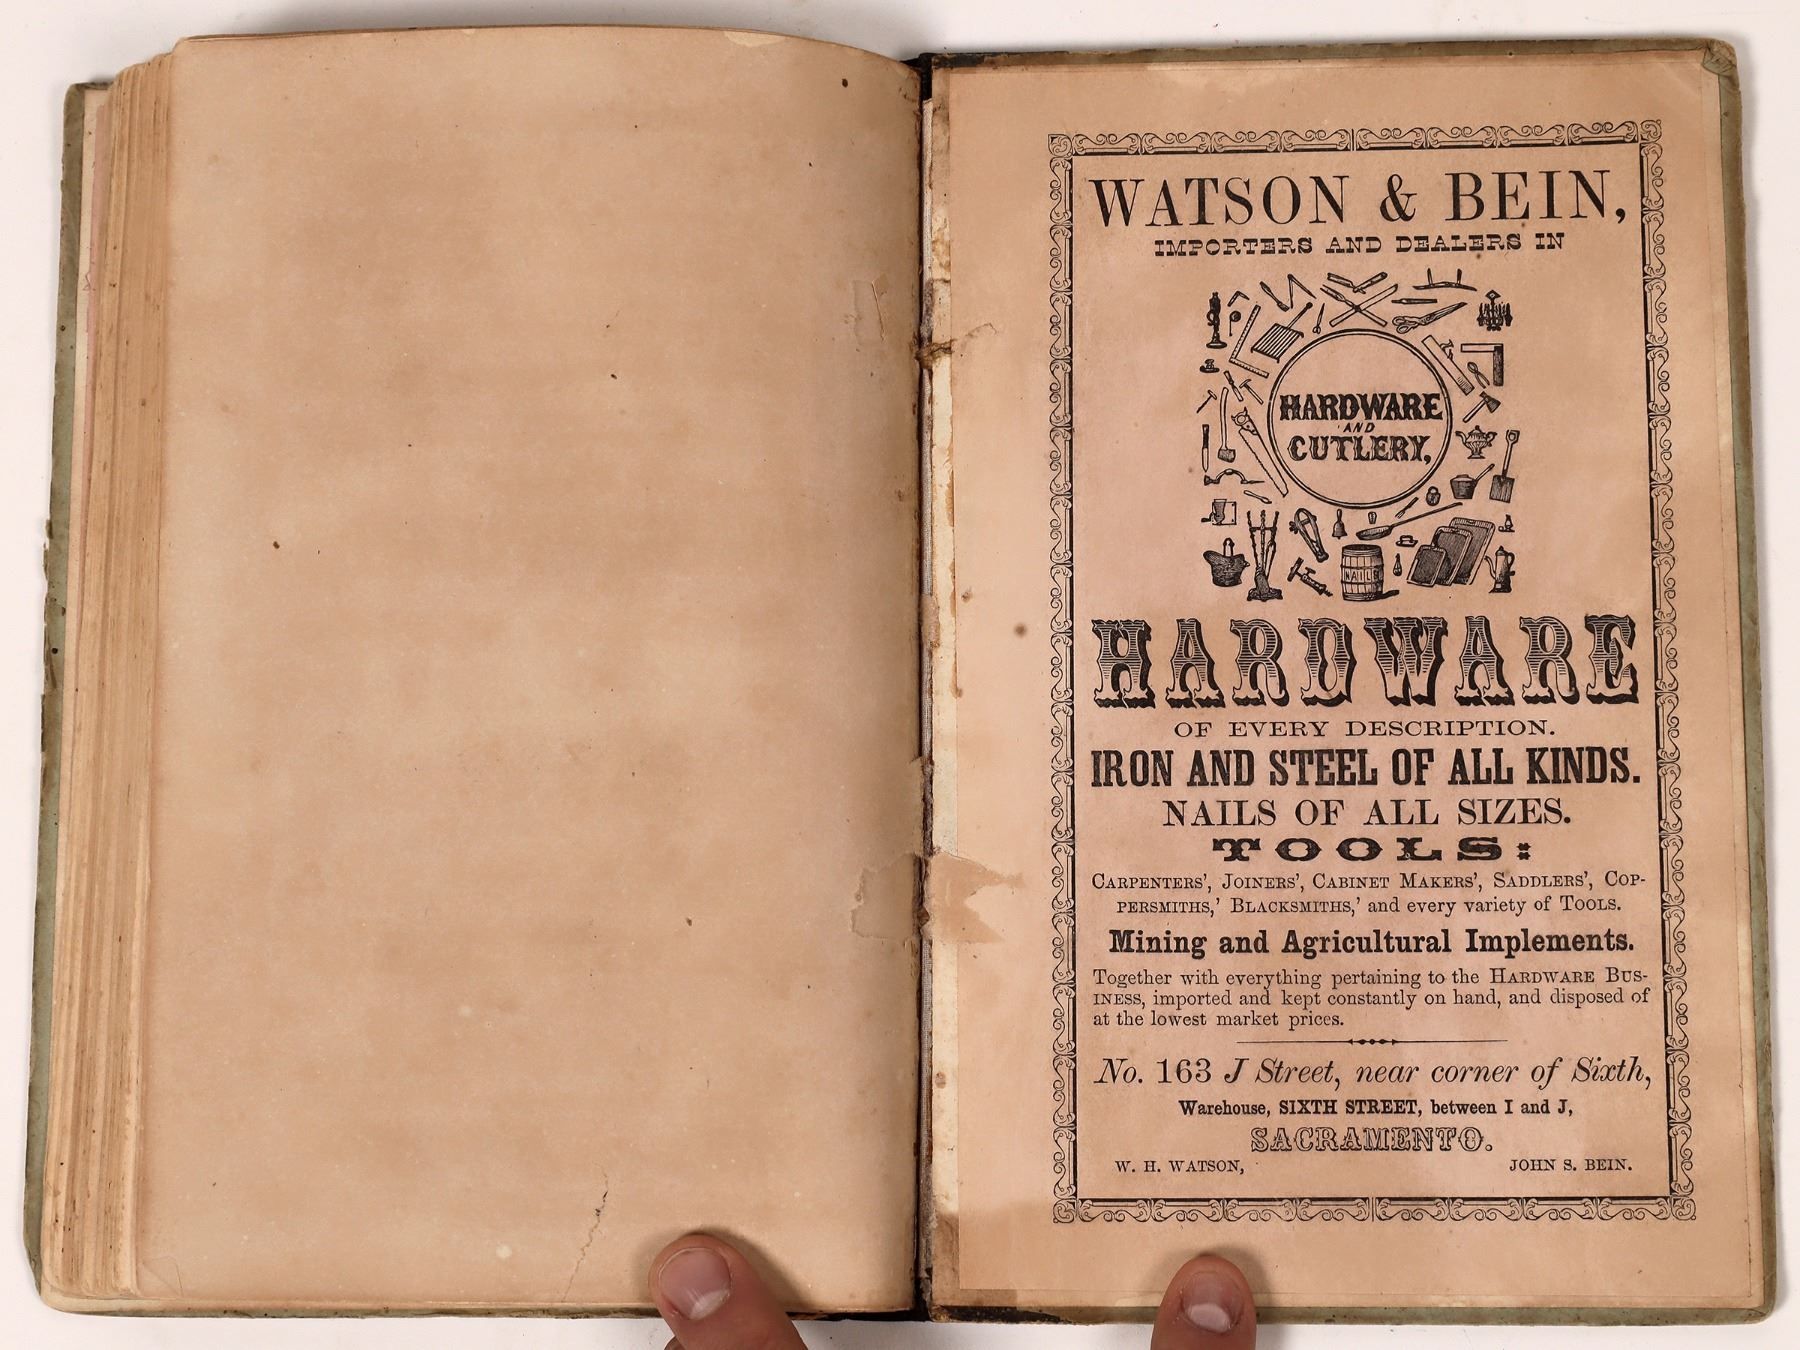 WATSON & BEIN,
IMPORTERS AND DEALERS IN
HARDWARE
AND
CUTLERY,
NAILS
HARDWARE
OF EVERY DESCRIPTION.
IRON AND STEEL OF ALL KINDS.
NAILS OF ALL SIZES.
TOOLS:
CARPENTERS', JOINERS', CABINET MAKERS', SADDLERS', COP-
PERSMITHS,' BLACKSMITHS,' and every variety of TOOLS.
Mining and Agricultural Implements.
Together with everything pertaining to the HARDWARE BUS-
INESS, imported and kept constantly on hand, and disposed of
at the lowest market prices.
No. 163 J Street, near corner of Sixth,
Warehouse, SIXTH STREET, between I and J,
SACRAMENTO.
W. H. WATSON, JOHN S. BEIN.